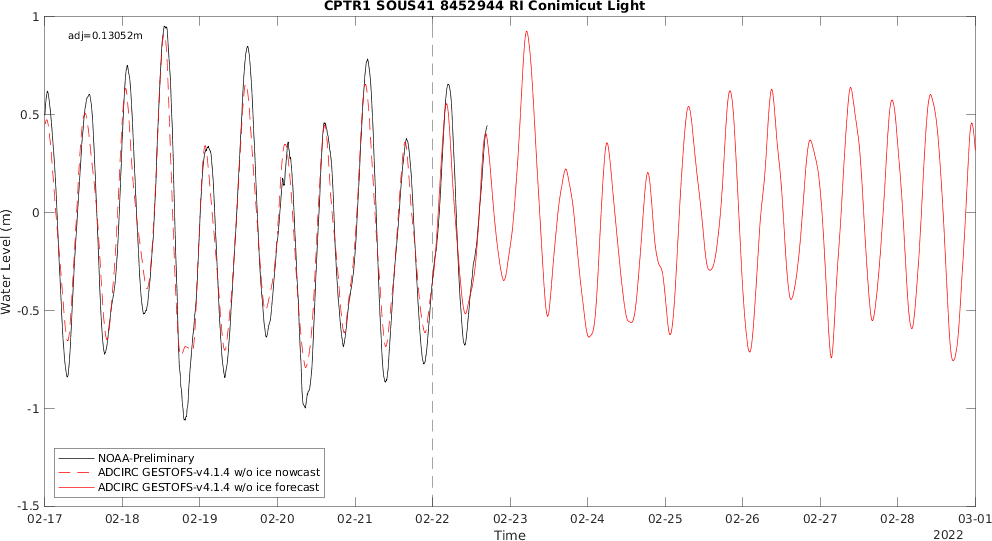 CPTR1 SOUS41 8452944 RI Conimicut Light
adj=0.13052m
1
0.5
0
-0.5
-1
-1.5
Water Level (m)
NOAA-Preliminary
ADCIRC GESTOFS-v4.1.4 w/o ice nowcast
ADCIRC GESTOFS-v4.1.4 w/o ice forecast
02-17 02-18 02-19 02-20 02-21 02-22 02-23 02-24 02-25 02-26 02-27 02-28 03-01
Time
2022